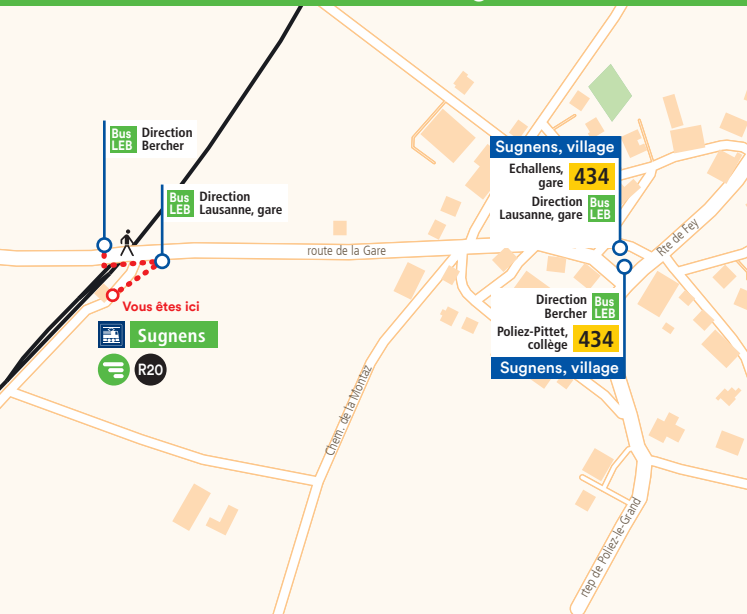 Bus
LEB
Direction
Bercher
Bus
LEB
Direction
Lausanne, gare
Sugnens, village
Echallens,
gare
434
Direction
Lausanne, gare
Bus
LEB
route de la Gare
Rte de Fey
Vous êtes ici
Sugnens
R20
Direction
Bercher
Bus
LEB
Poliez-Pittet,
collège
434
Sugnens, village
Chem. de la Montaz
rtep de Poliez-le-Grand